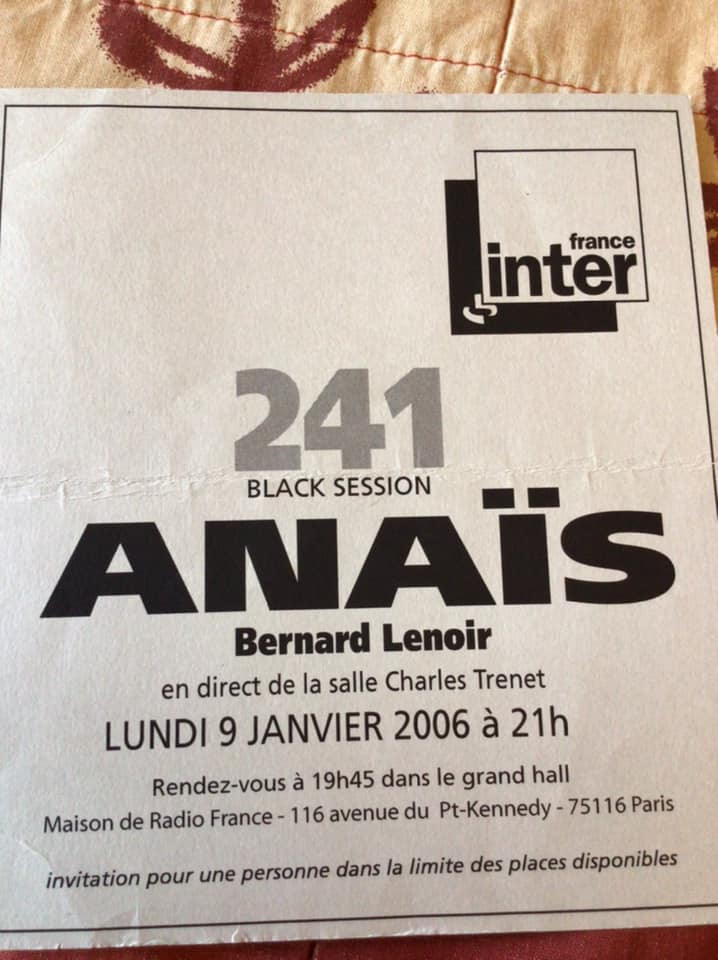 france
inter
241
BLACK SESSION
ANAÏS
Bernard Lenoir
en direct de la salle Charles Trenet
LUNDI 9 JANVIER 2006 à 21h
Rendez-vous à 19h45 dans le grand hall
Maison de Radio France - 116 avenue du Pt-Kennedy - 75116 Paris
invitation pour une personne dans la limite des places disponibles